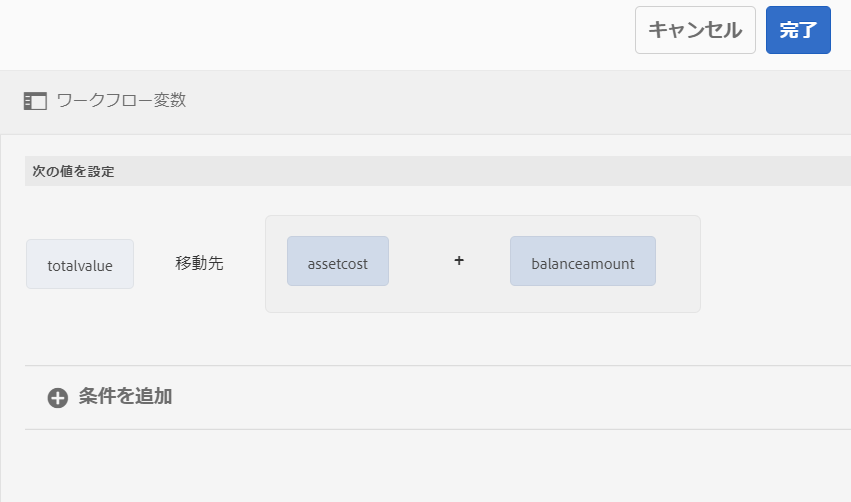 キャンセル 完了
ワークフロー変数
次の値を設定
totalvalue 移動先 assetcost + balanceamount
条件を追加